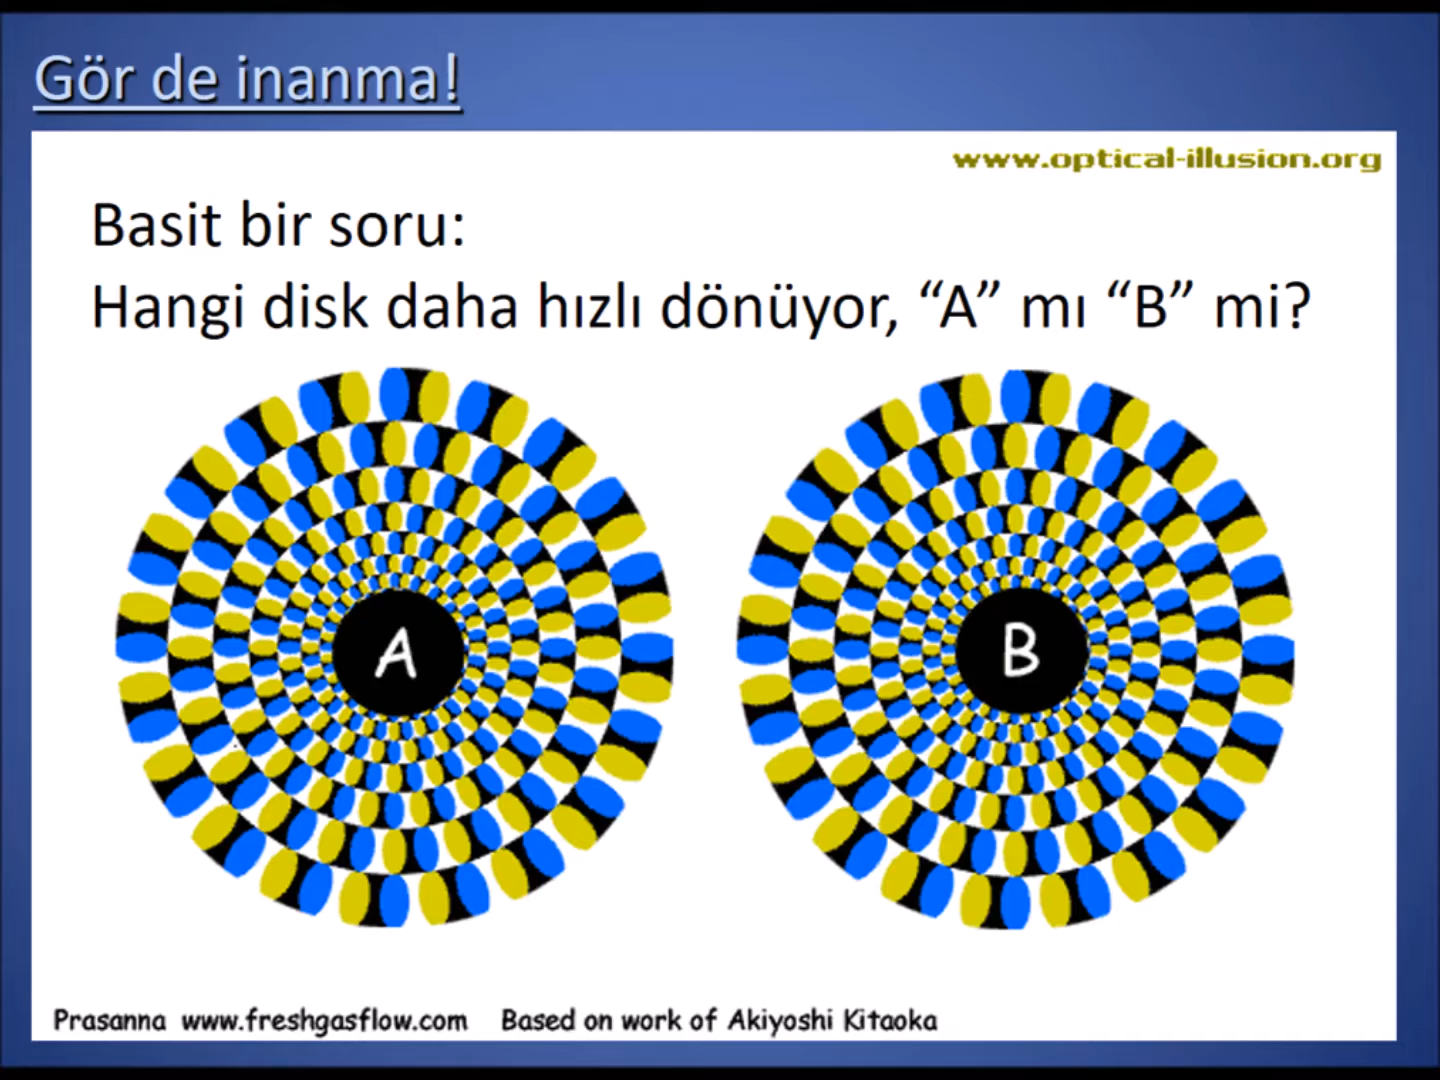 Gör de inanma!
www.optical-illusion.org
Basit bir soru:
Hangi disk daha hızlı dönüyor, “A” mı “B” mi?
A
B
Prasanna www.freshgasflow.com Based on work of Akiyoshi Kitaoka